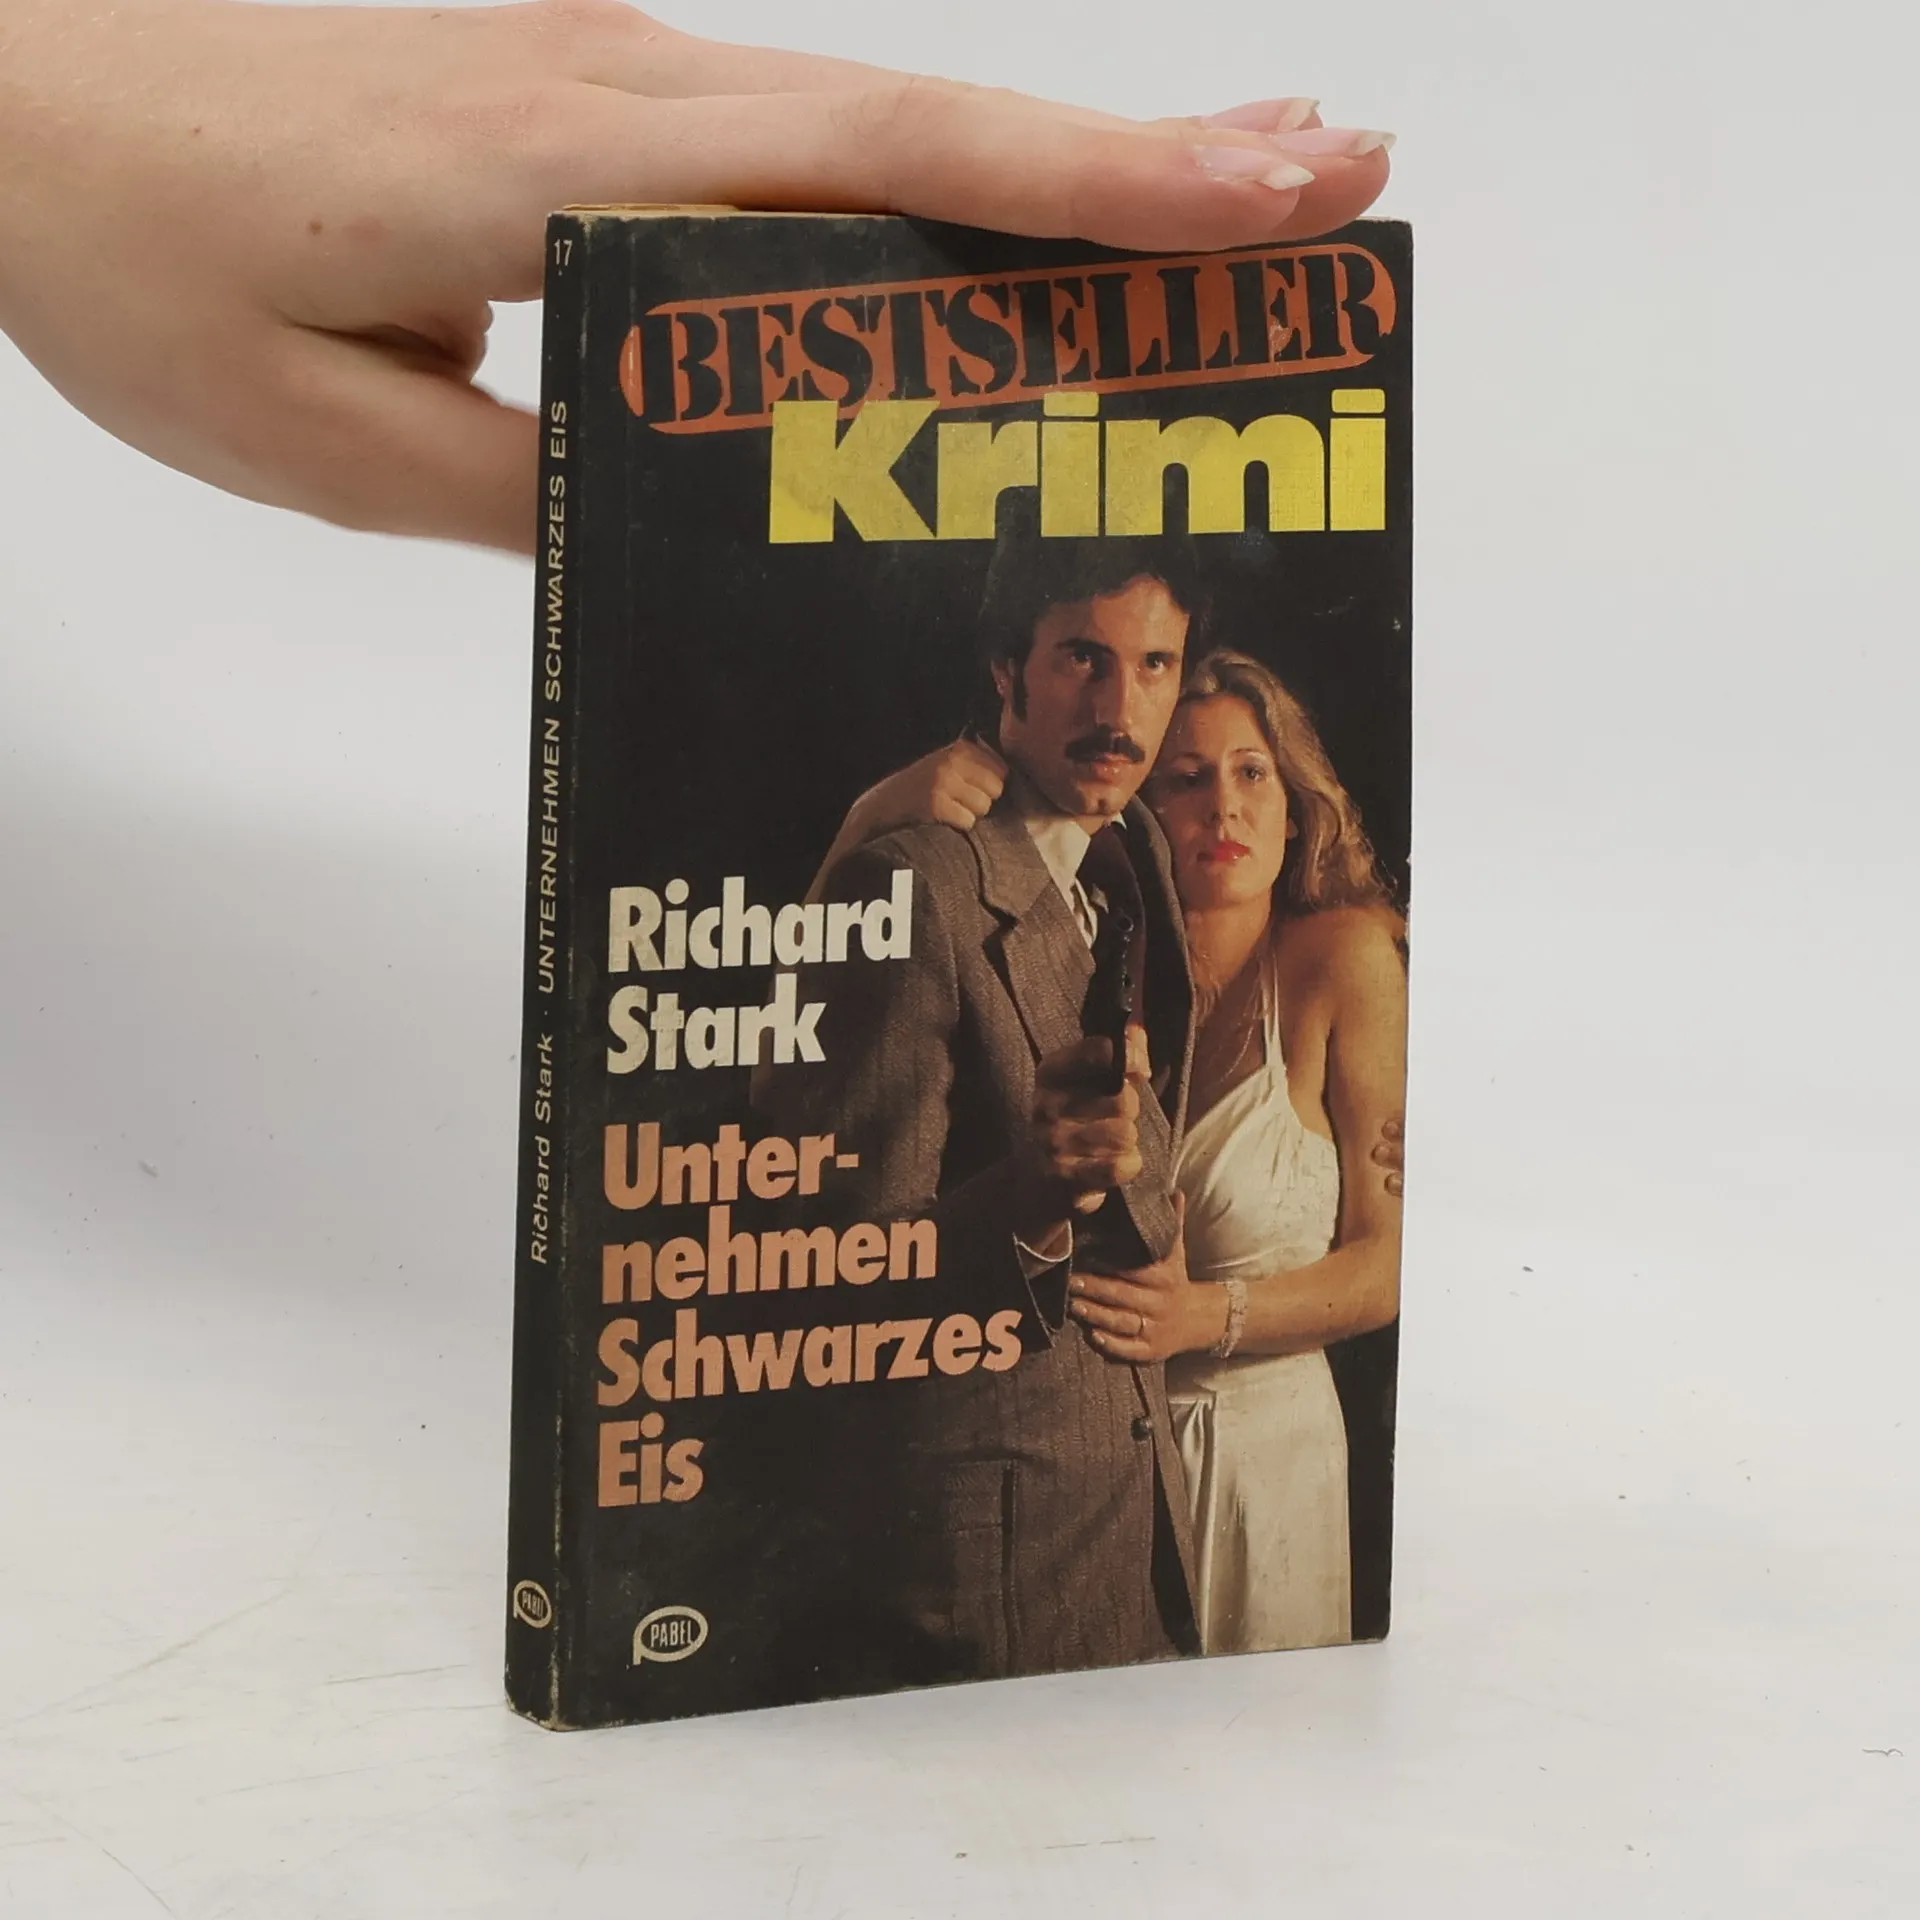 17
Richard Stark · UNTERNEHMEN SCHWARZES EIS
PABEL
BESTSELLER
Krimi
Richard
Stark
Unter-
nehmen
Schwarzes
Eis
PABEL